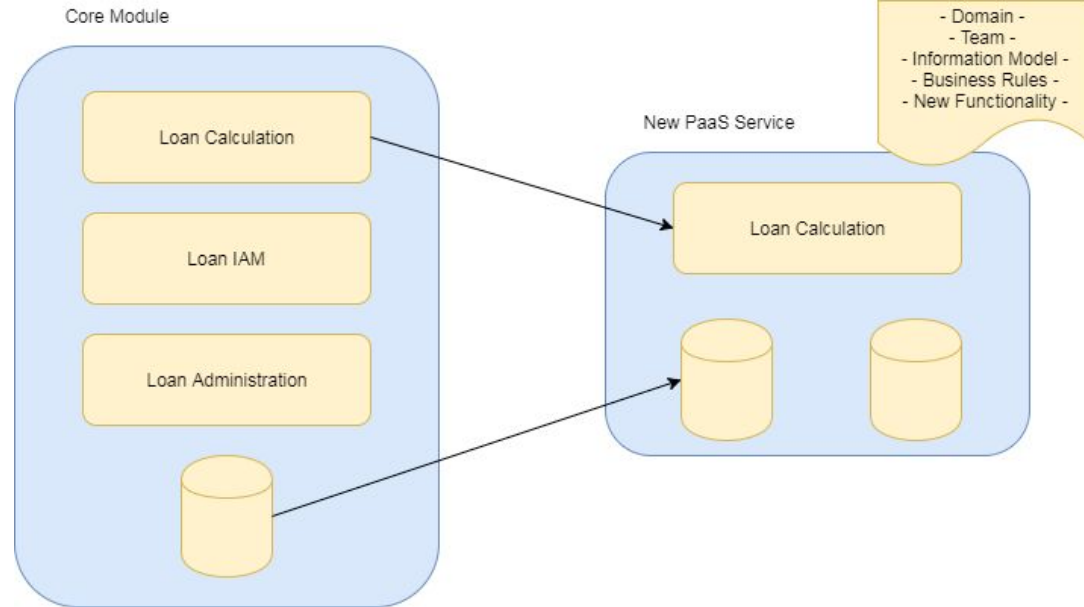 Core Module
Loan Calculation
Loan IAM
Loan Administration
New PaaS Service
Loan Calculation
- Domain -
- Team -
- Information Model -
- Business Rules -
- New Functionality -